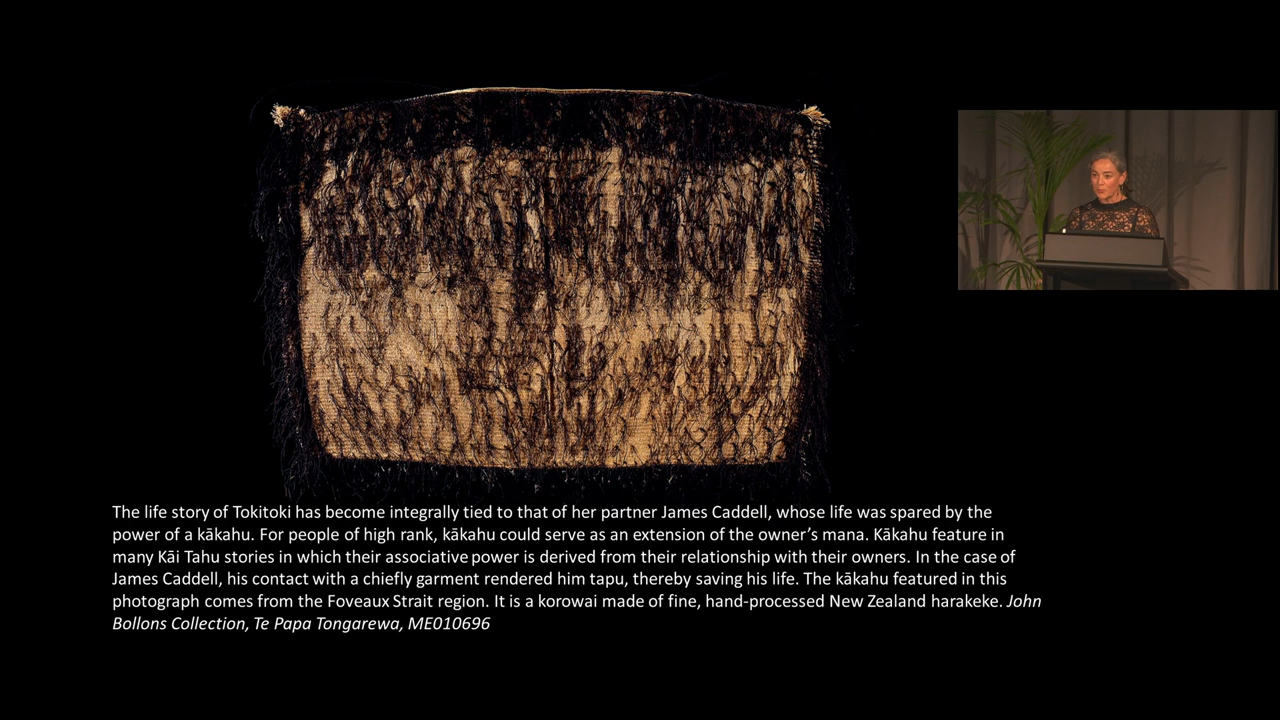 The life story of Tokitoki has become integrally tied to that of her partner James Caddell, whose life was spared by the
power of a kākahu. For people of high rank, kākahu could serve as an extension of the owner’s mana. Kākahu feature in
many Kāi Tahu stories in which their associative power is derived from their relationship with their owners. In the case of
James Caddell, his contact with a chiefly garment rendered him tapu, thereby saving his life. The kākahu featured in this
photograph comes from the Foveaux Strait region. It is a korowai made of fine, hand-processed New Zealand harakeke. John
Bollons Collection, Te Papa Tongarewa, ME010696